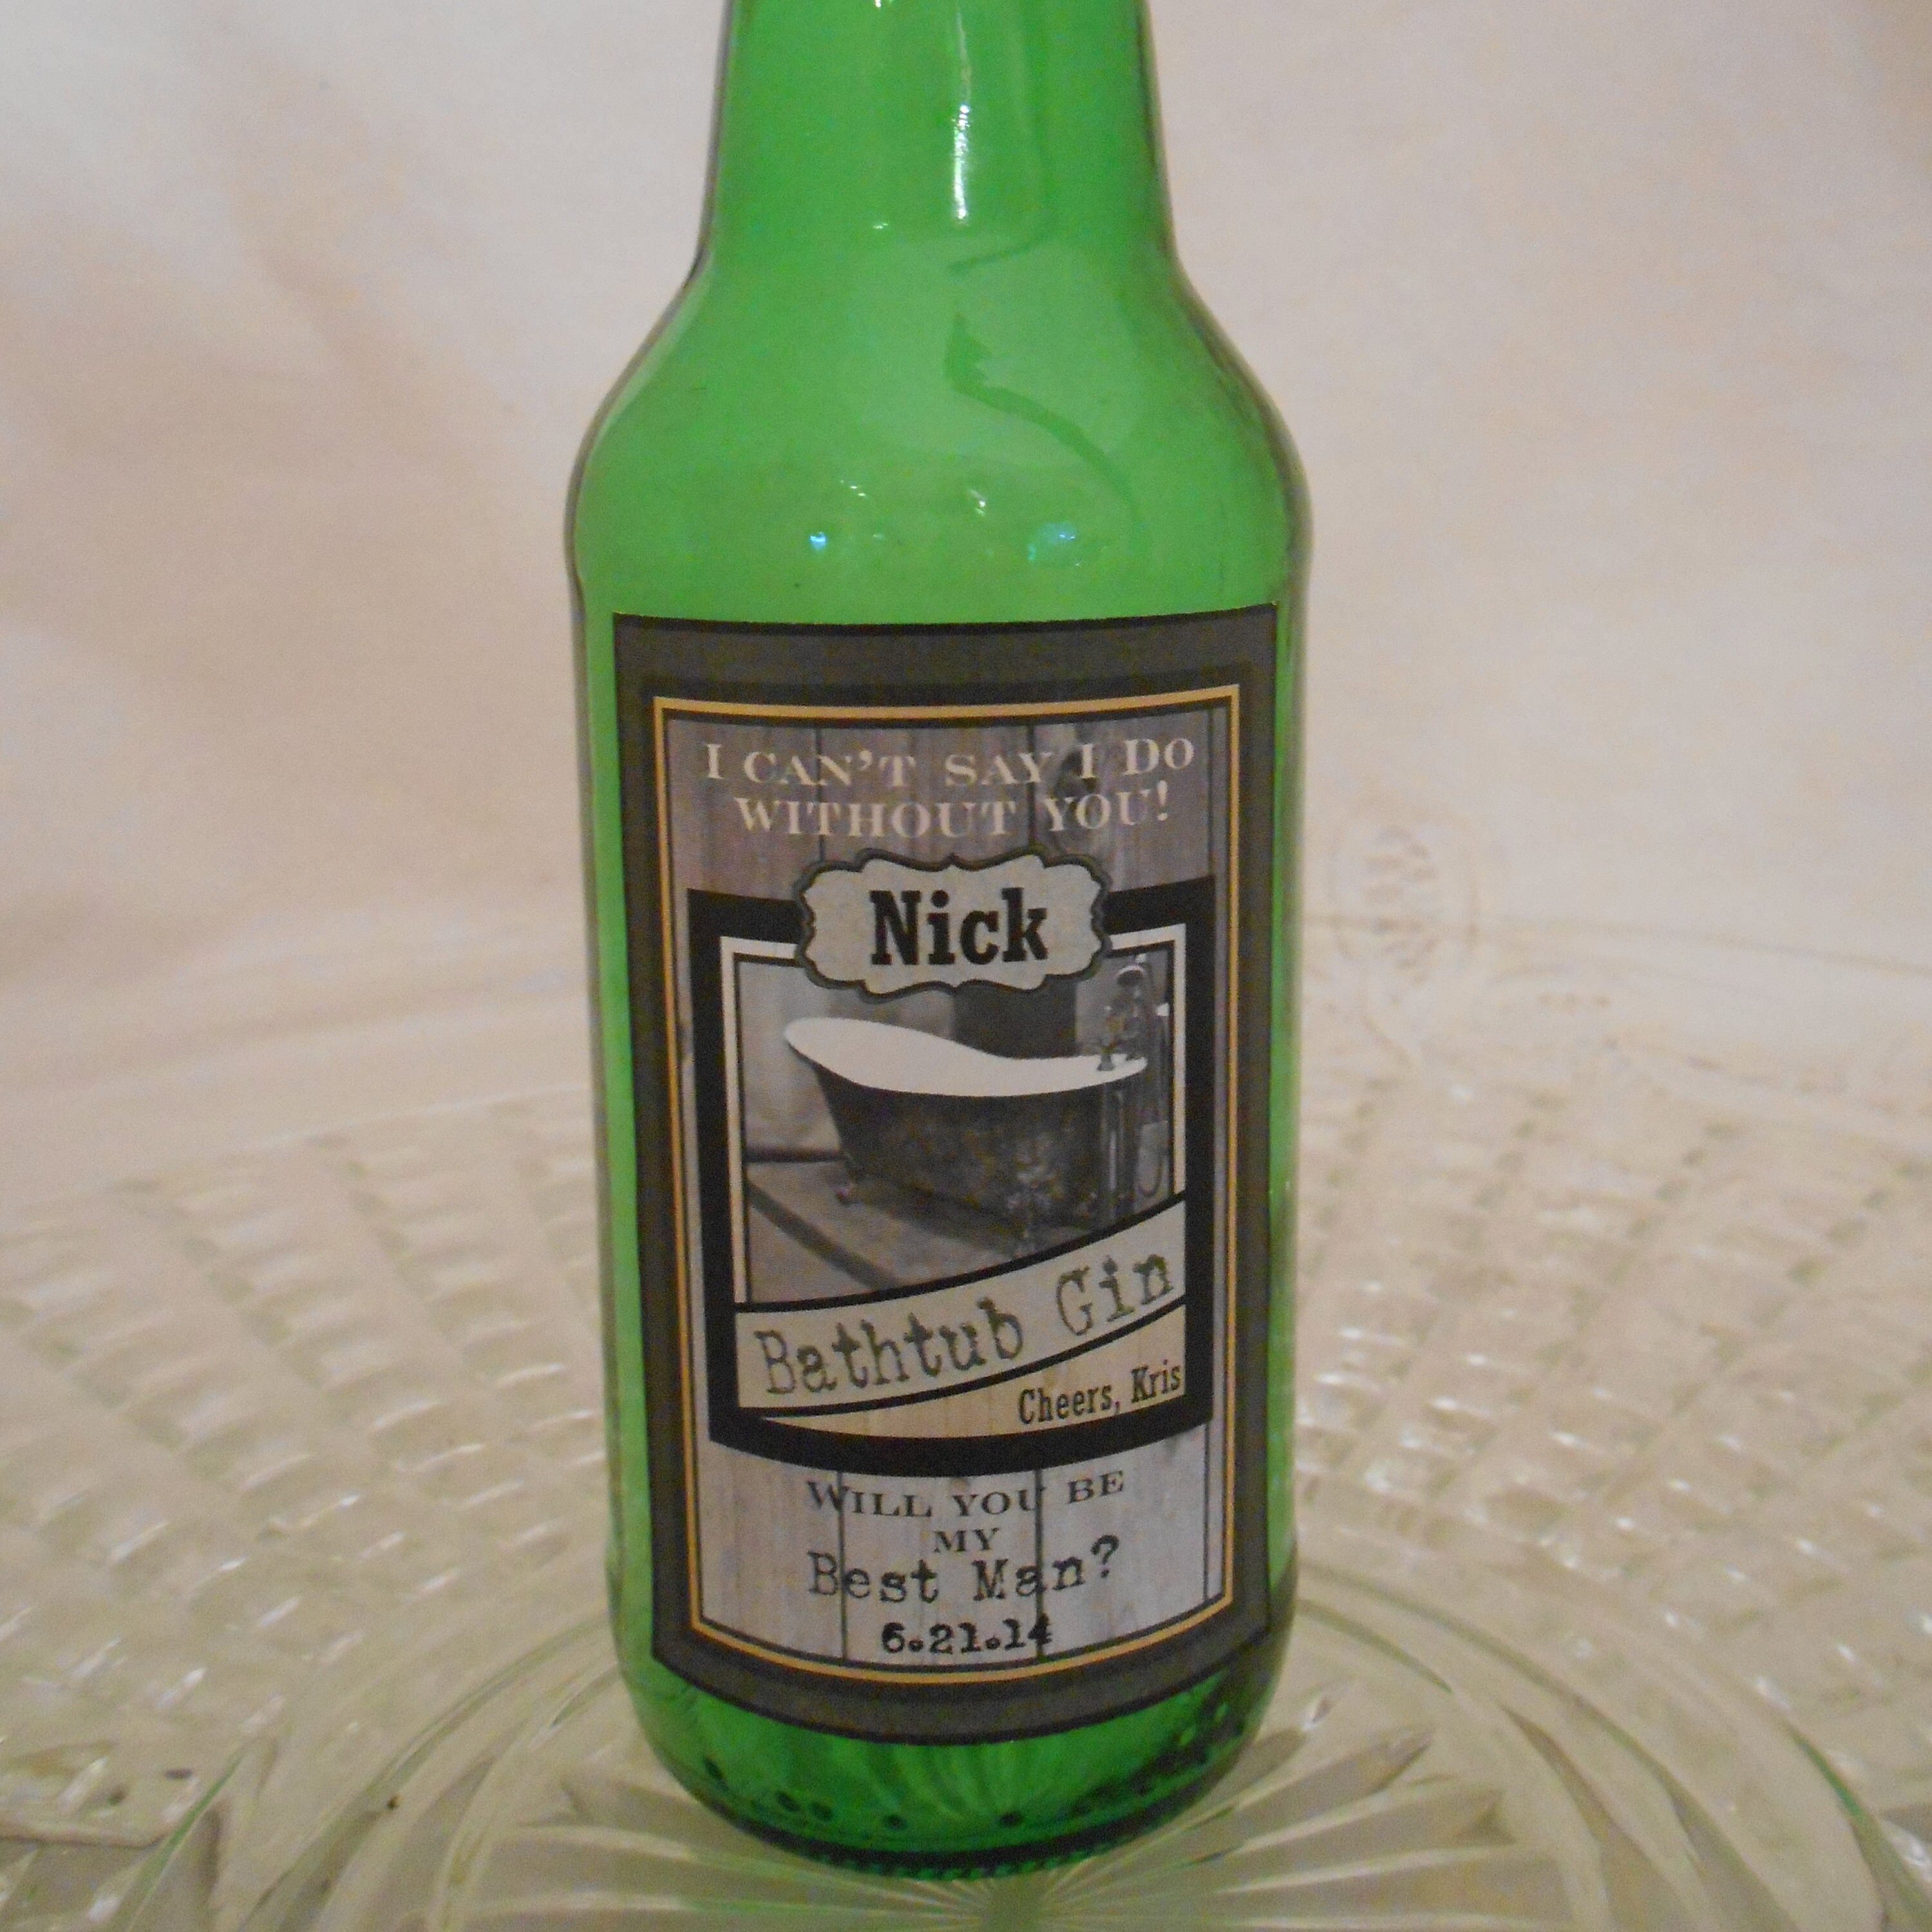 I CAN'T SAY I DO
WITHOUT YOU!
Nick
Bathtub Gin
Cheers, Kris
WILL YOU BE
MY
Best Man?
6.21.14